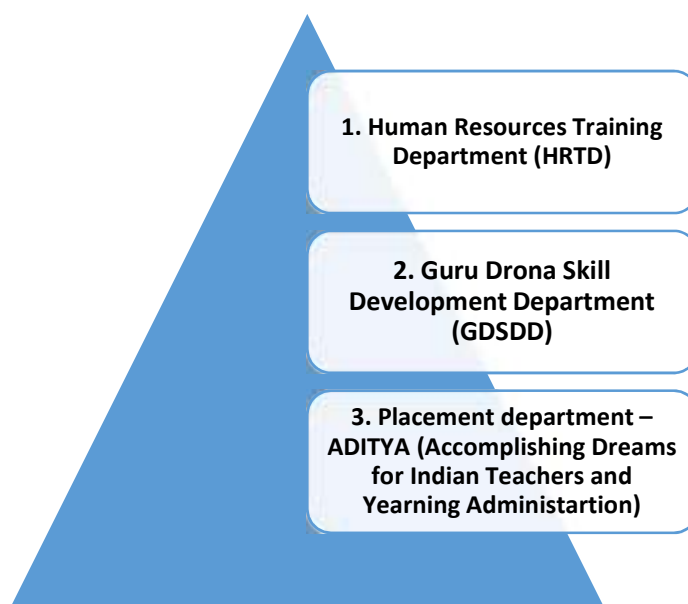 1. Human Resources Training
Department (HRTD)
2. Guru Drona Skill
Development Department
(GDSDD)
3. Placement department –
ADITYA (Accomplishing Dreams
for Indian Teachers and
Yearning Administartion)